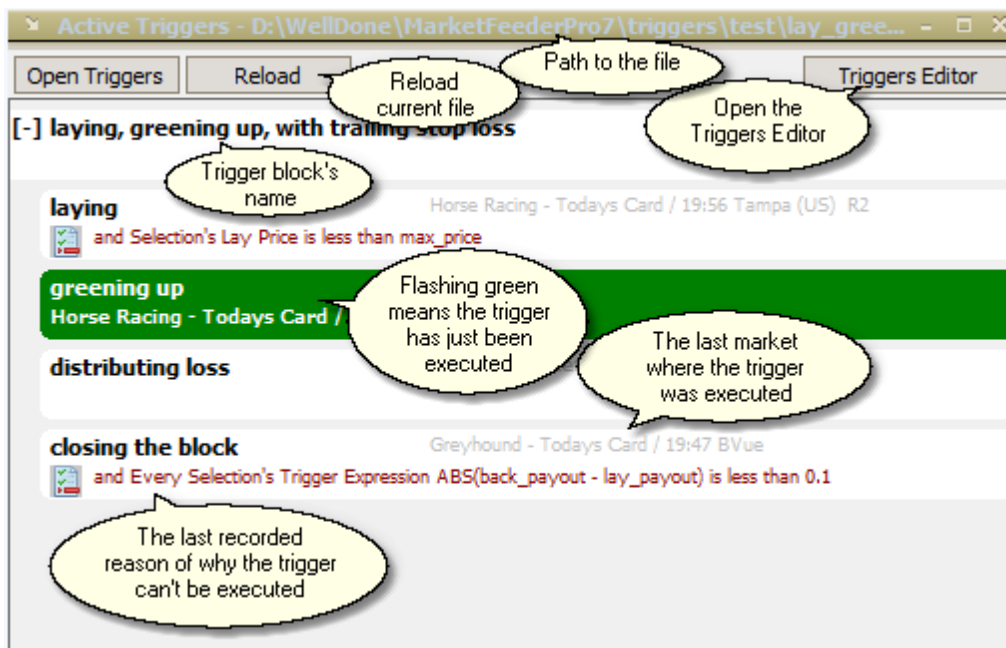 Active Triggers - D:\WellDone\MarketFeederPro7\triggers\test\lay_gree...
Open Triggers
Reload
Triggers Editor
Reload
current file
Path to the file
Open the
Triggers Editor
[-] laying, greening up, with trailing stop loss
Trigger block's
name
laying
Horse Racing - Todays Card / 19:56 Tampa (US) R2
and Selection's Lay Price is less than max_price
greening up
Horse Racing - Todays Card /
Flashing green
means the trigger
has just been
executed
distributing loss
The last market
where the trigger
was executed
closing the block
Greyhound - Todays Card / 19:47 BVue
and Every Selection's Trigger Expression ABS(back_payout - lay_payout) is less than 0.1
The last recorded
reason of why the trigger
can't be executed